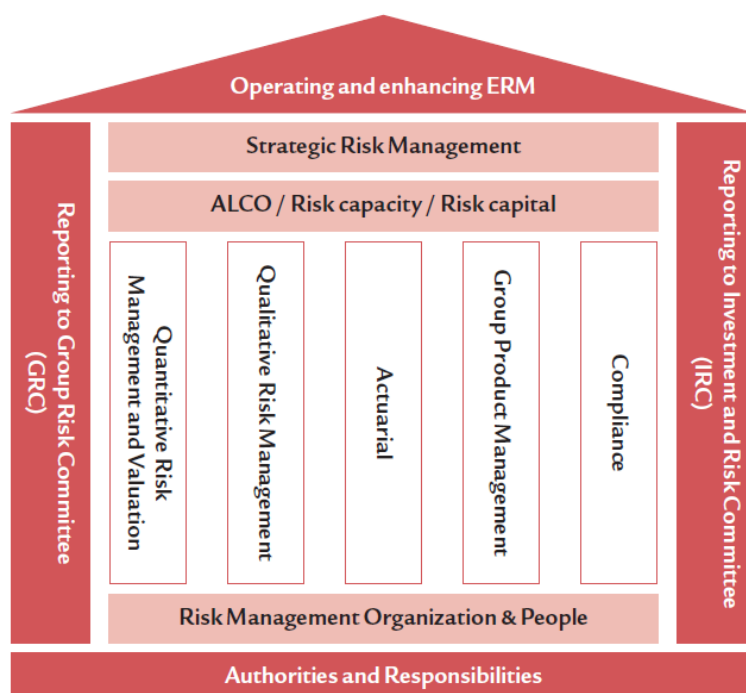 Operating and enhancing ERM
Reporting to Group Risk Committee
(GRC)
Strategic Risk Management
ALCO / Risk capacity / Risk capital
Quantitative Risk
Management and Valuation
Qualitative Risk Management
Actuarial
Group Product Management
Compliance
Risk Management Organization & People
Reporting to Investment and Risk Committee
(IRC)
Authorities and Responsibilities